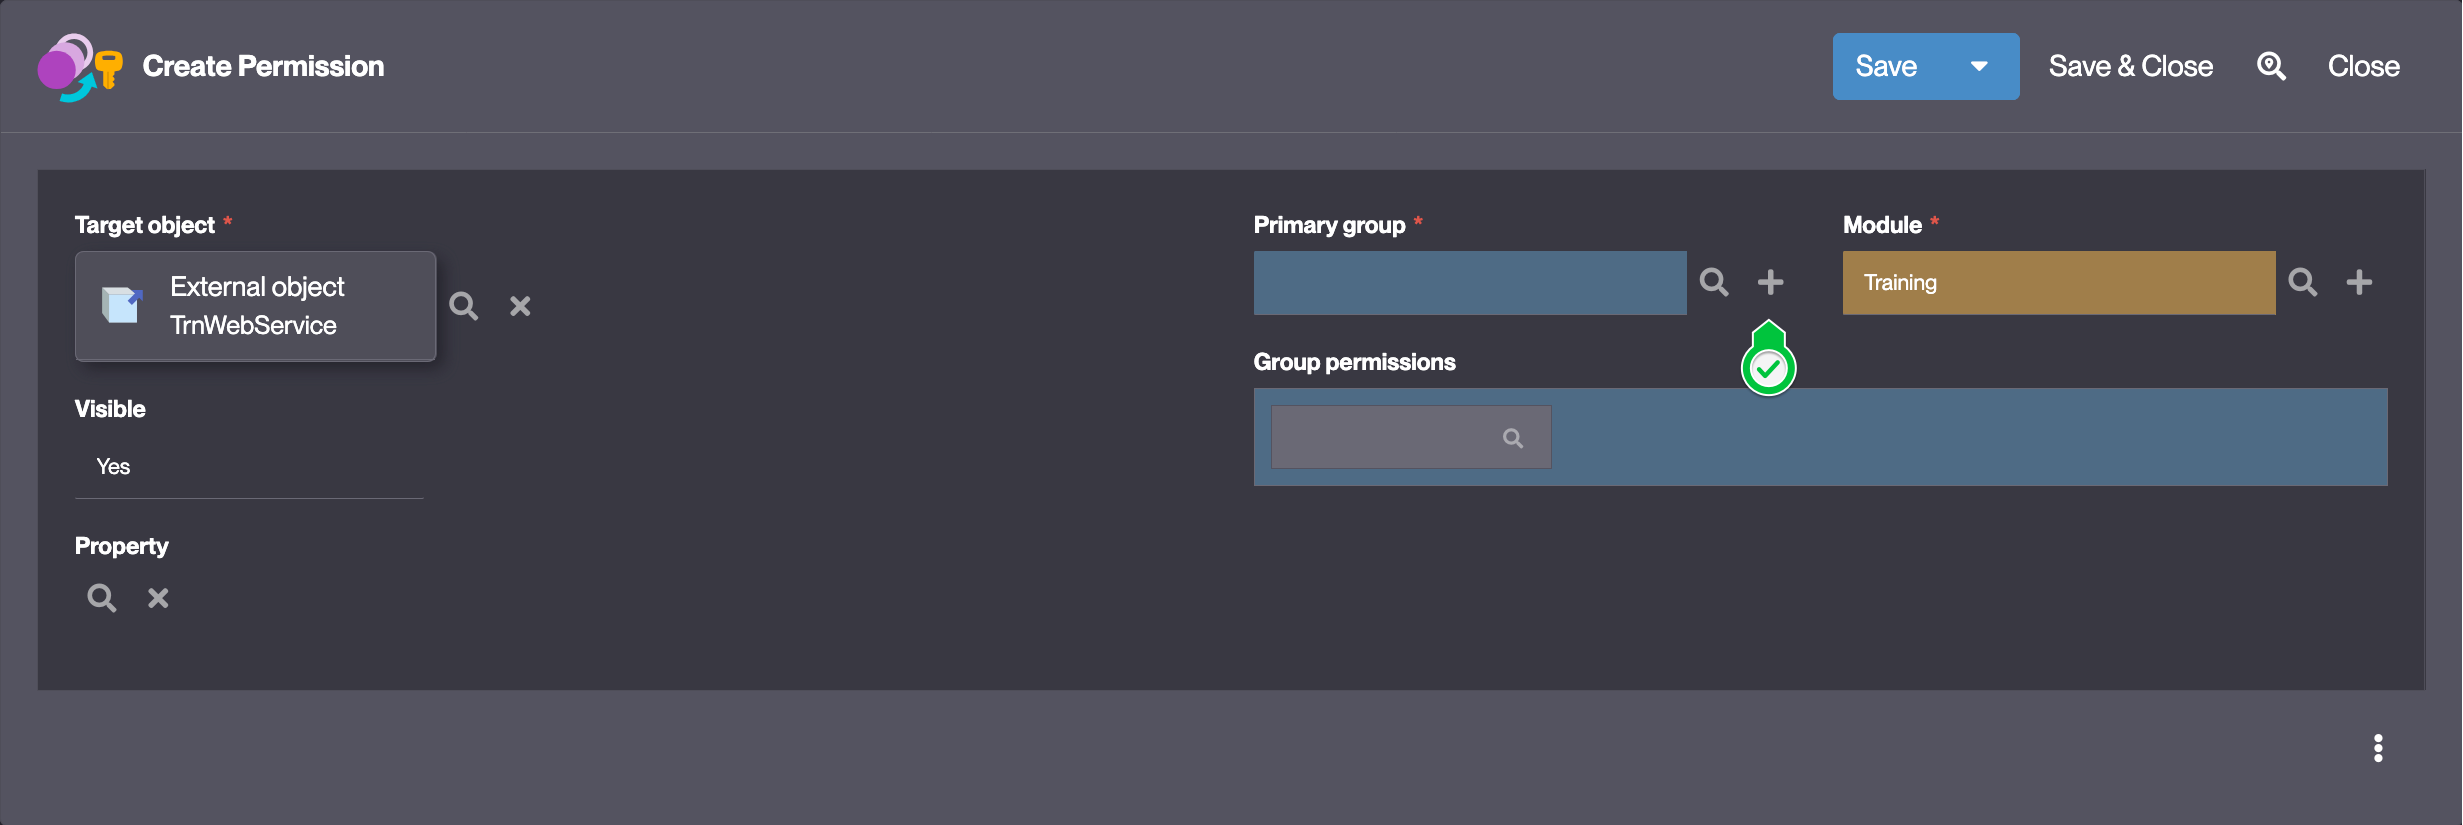 Create Permission
Save
Save & Close
Close
Target object *
External object
TrnWebService
Visible
Yes
Property
Primary group *
Module *
Training
Group permissions